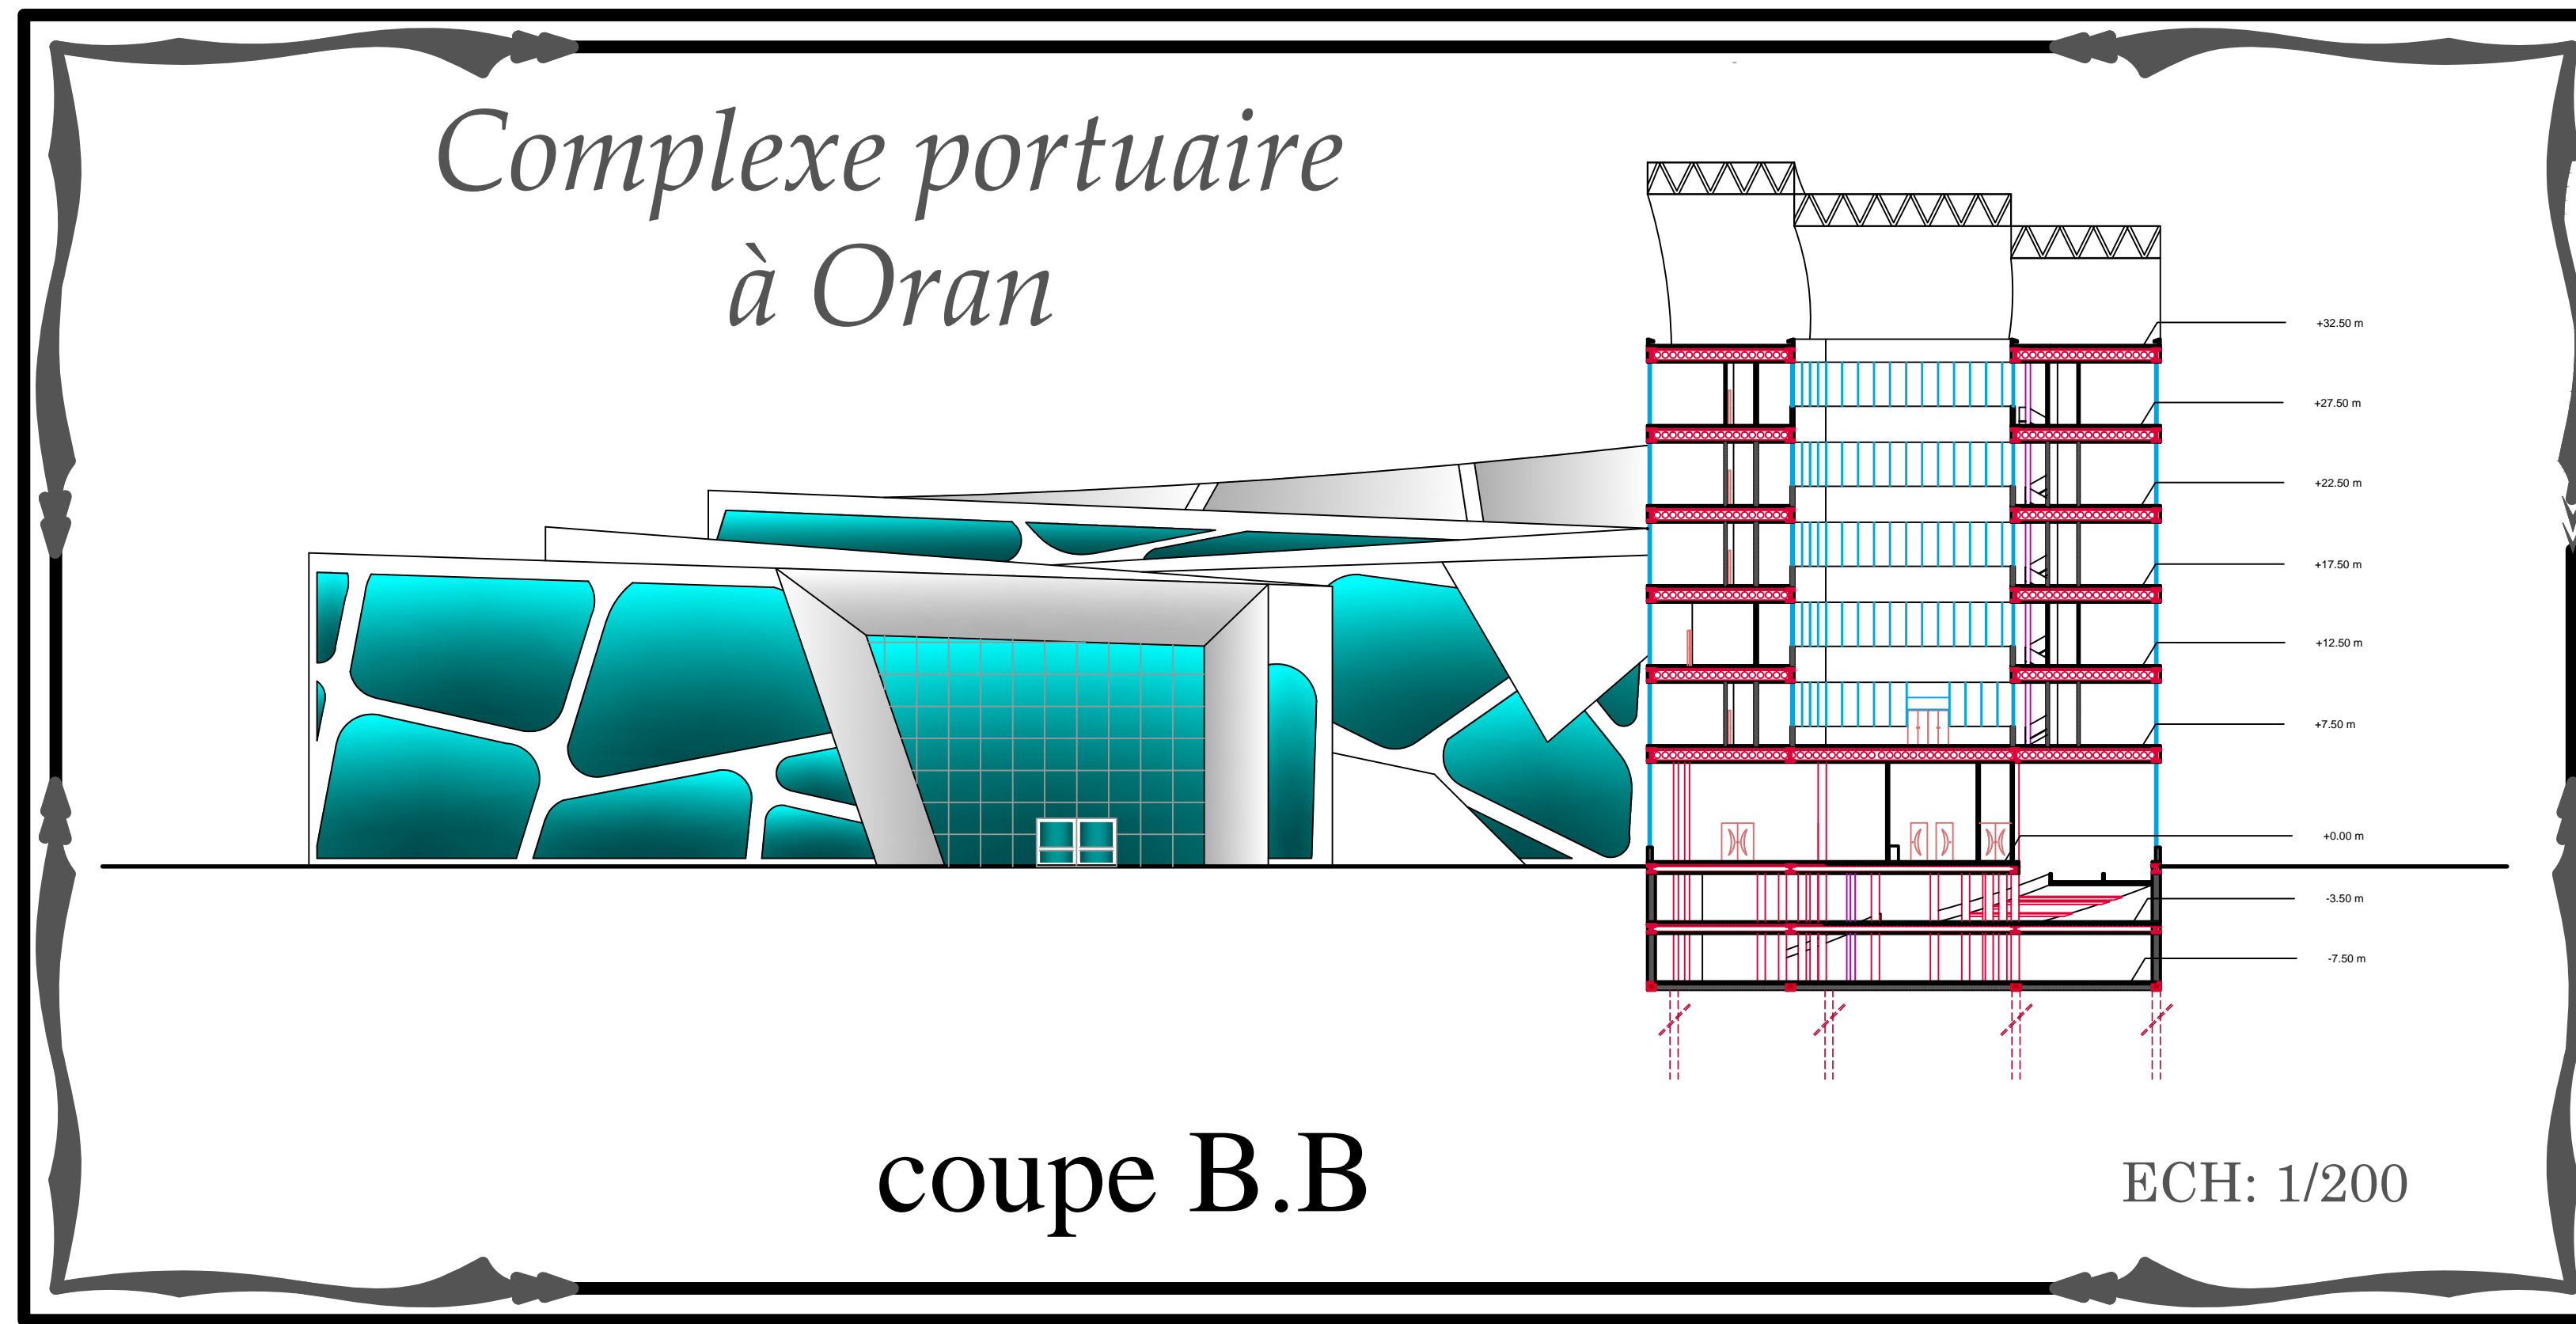 Complexe portuaire
à Oran
+32.50 m
+27.50 m
+22.50 m
+17.50 m
+12.50 m
+7.50 m
+0.00 m
-3.50 m
-7.50 m
coupe B.B
ECH: 1/200